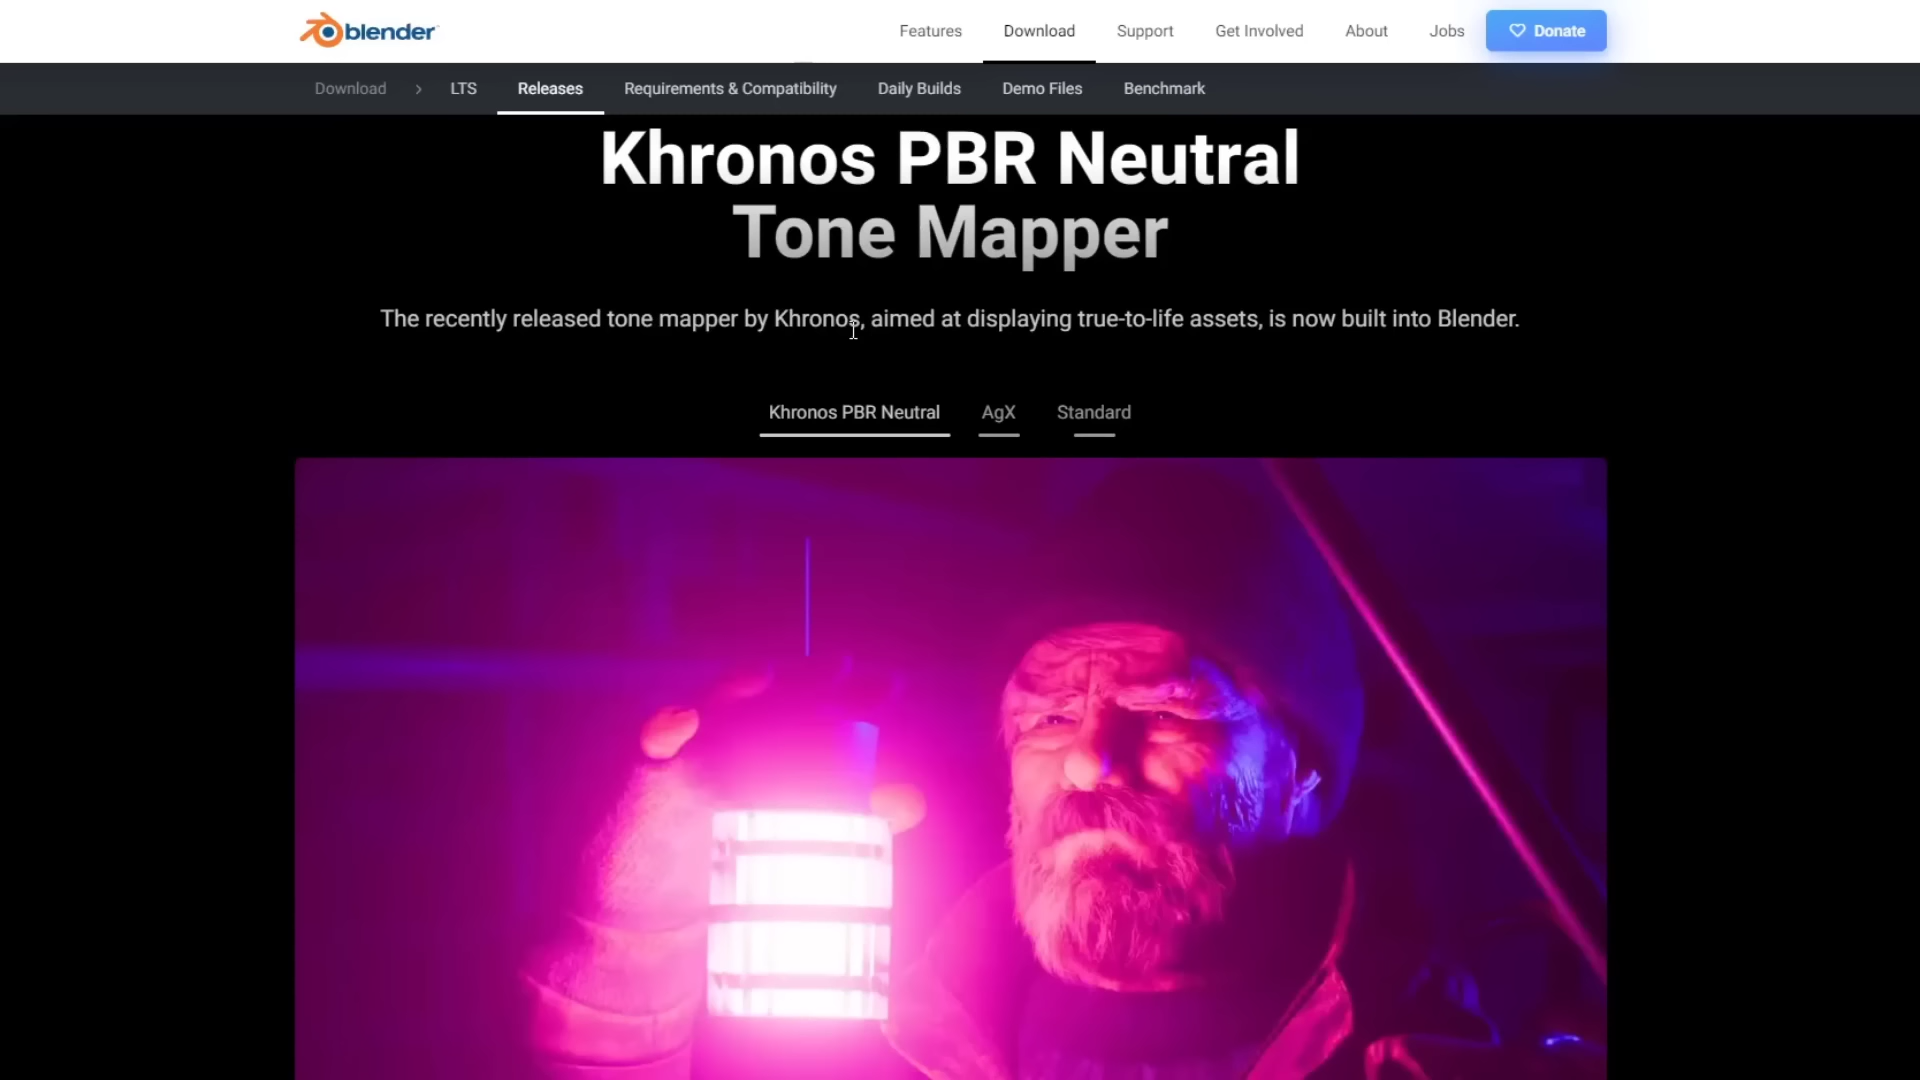 blender
Features Download Support Get Involved About Jobs Donate
Download > LTS Releases Requirements & Compatibility Daily Builds Demo Files Benchmark
Khronos PBR Neutral
Tone Mapper
The recently released tone mapper by Khronos, aimed at displaying true-to-life assets, is now built into Blender.
Khronos PBR Neutral AgX Standard